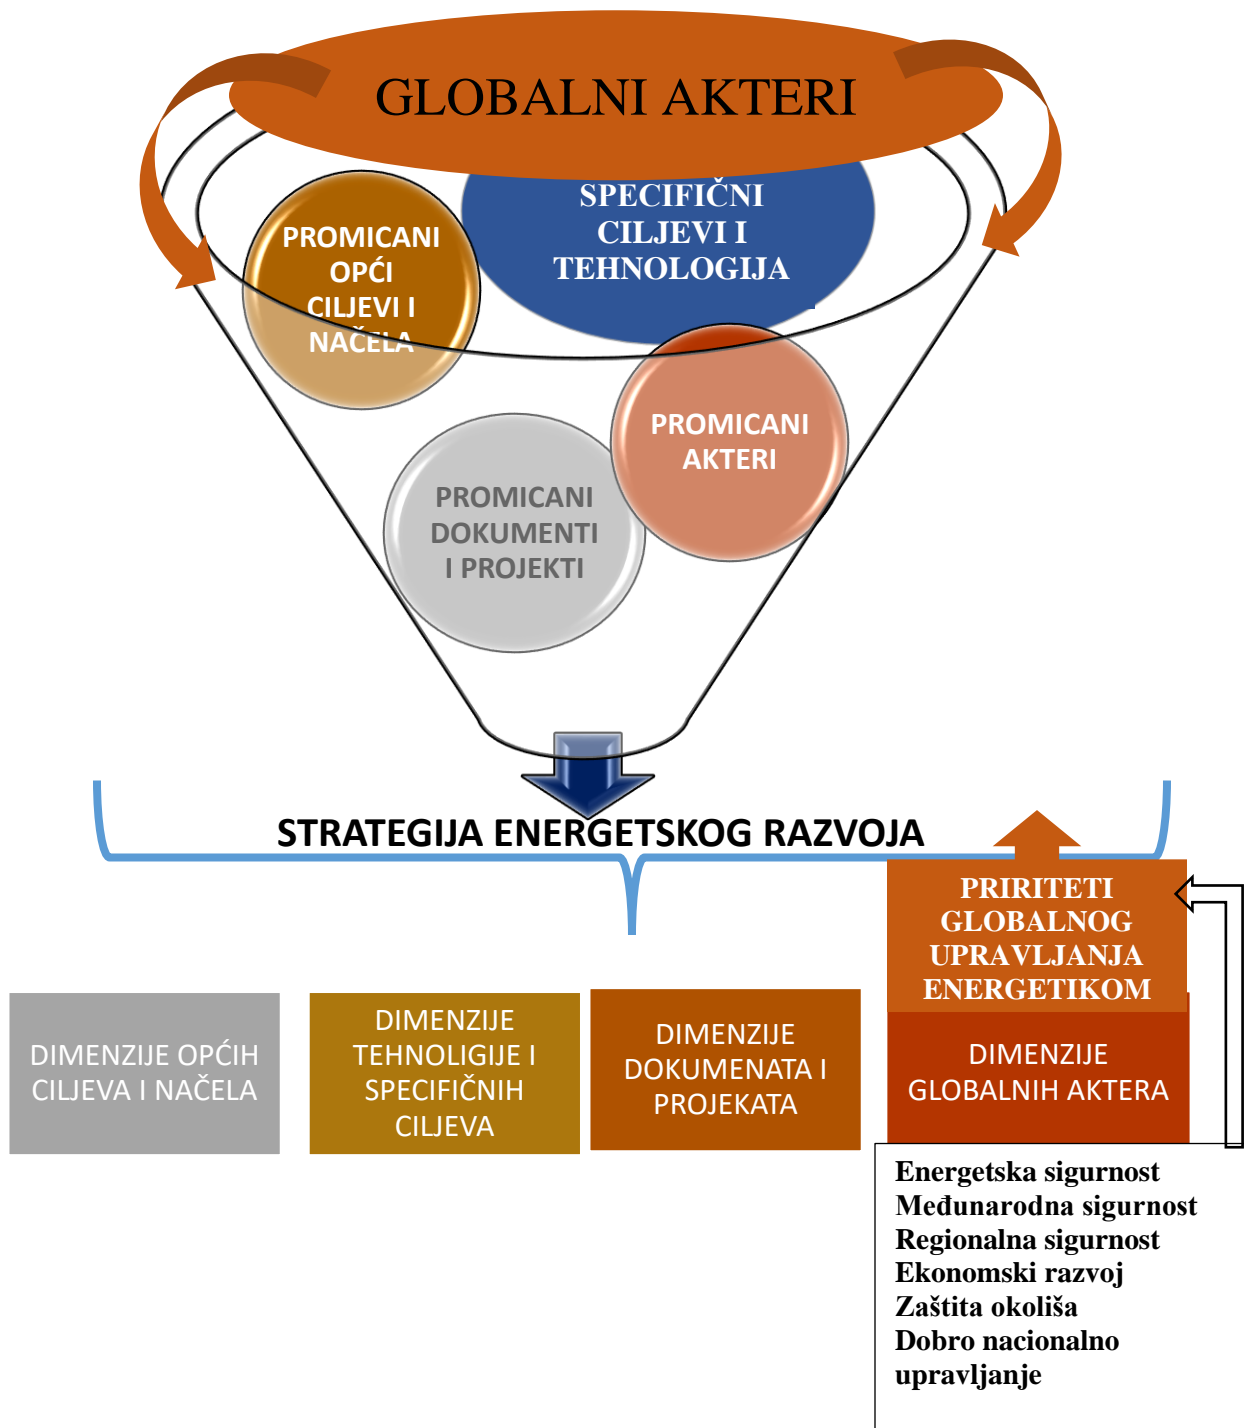 GLOBALNI AKTERI
SPECIFIČNI
CILJEVI I
TEHNOLOGIJA
PROMICANI
OPĆI
CILJEVI I
NAČELA
PROMICANI
AKTERI
PROMICANI
DOKUMENTI
I PROJEKTI
STRATEGIJA ENERGETSKOG RAZVOJA
PRIRITETI
GLOBALNOG
UPRAVLJANJA
ENERGETIKOM
DIMENZIJE OPĆIH
CILJEVA I NAČELA
DIMENZIJE
TEHNOLIGIJE I
SPECIFIČNIH
CILJEVA
DIMENZIJE
DOKUMENATA I
PROJEKATA
DIMENZIJE
GLOBALNIH AKTERA
Energetska sigurnost
Međunarodna sigurnost
Regionalna sigurnost
Ekonomski razvoj
Zaštita okoliša
Dobro nacionalno
upravljanje